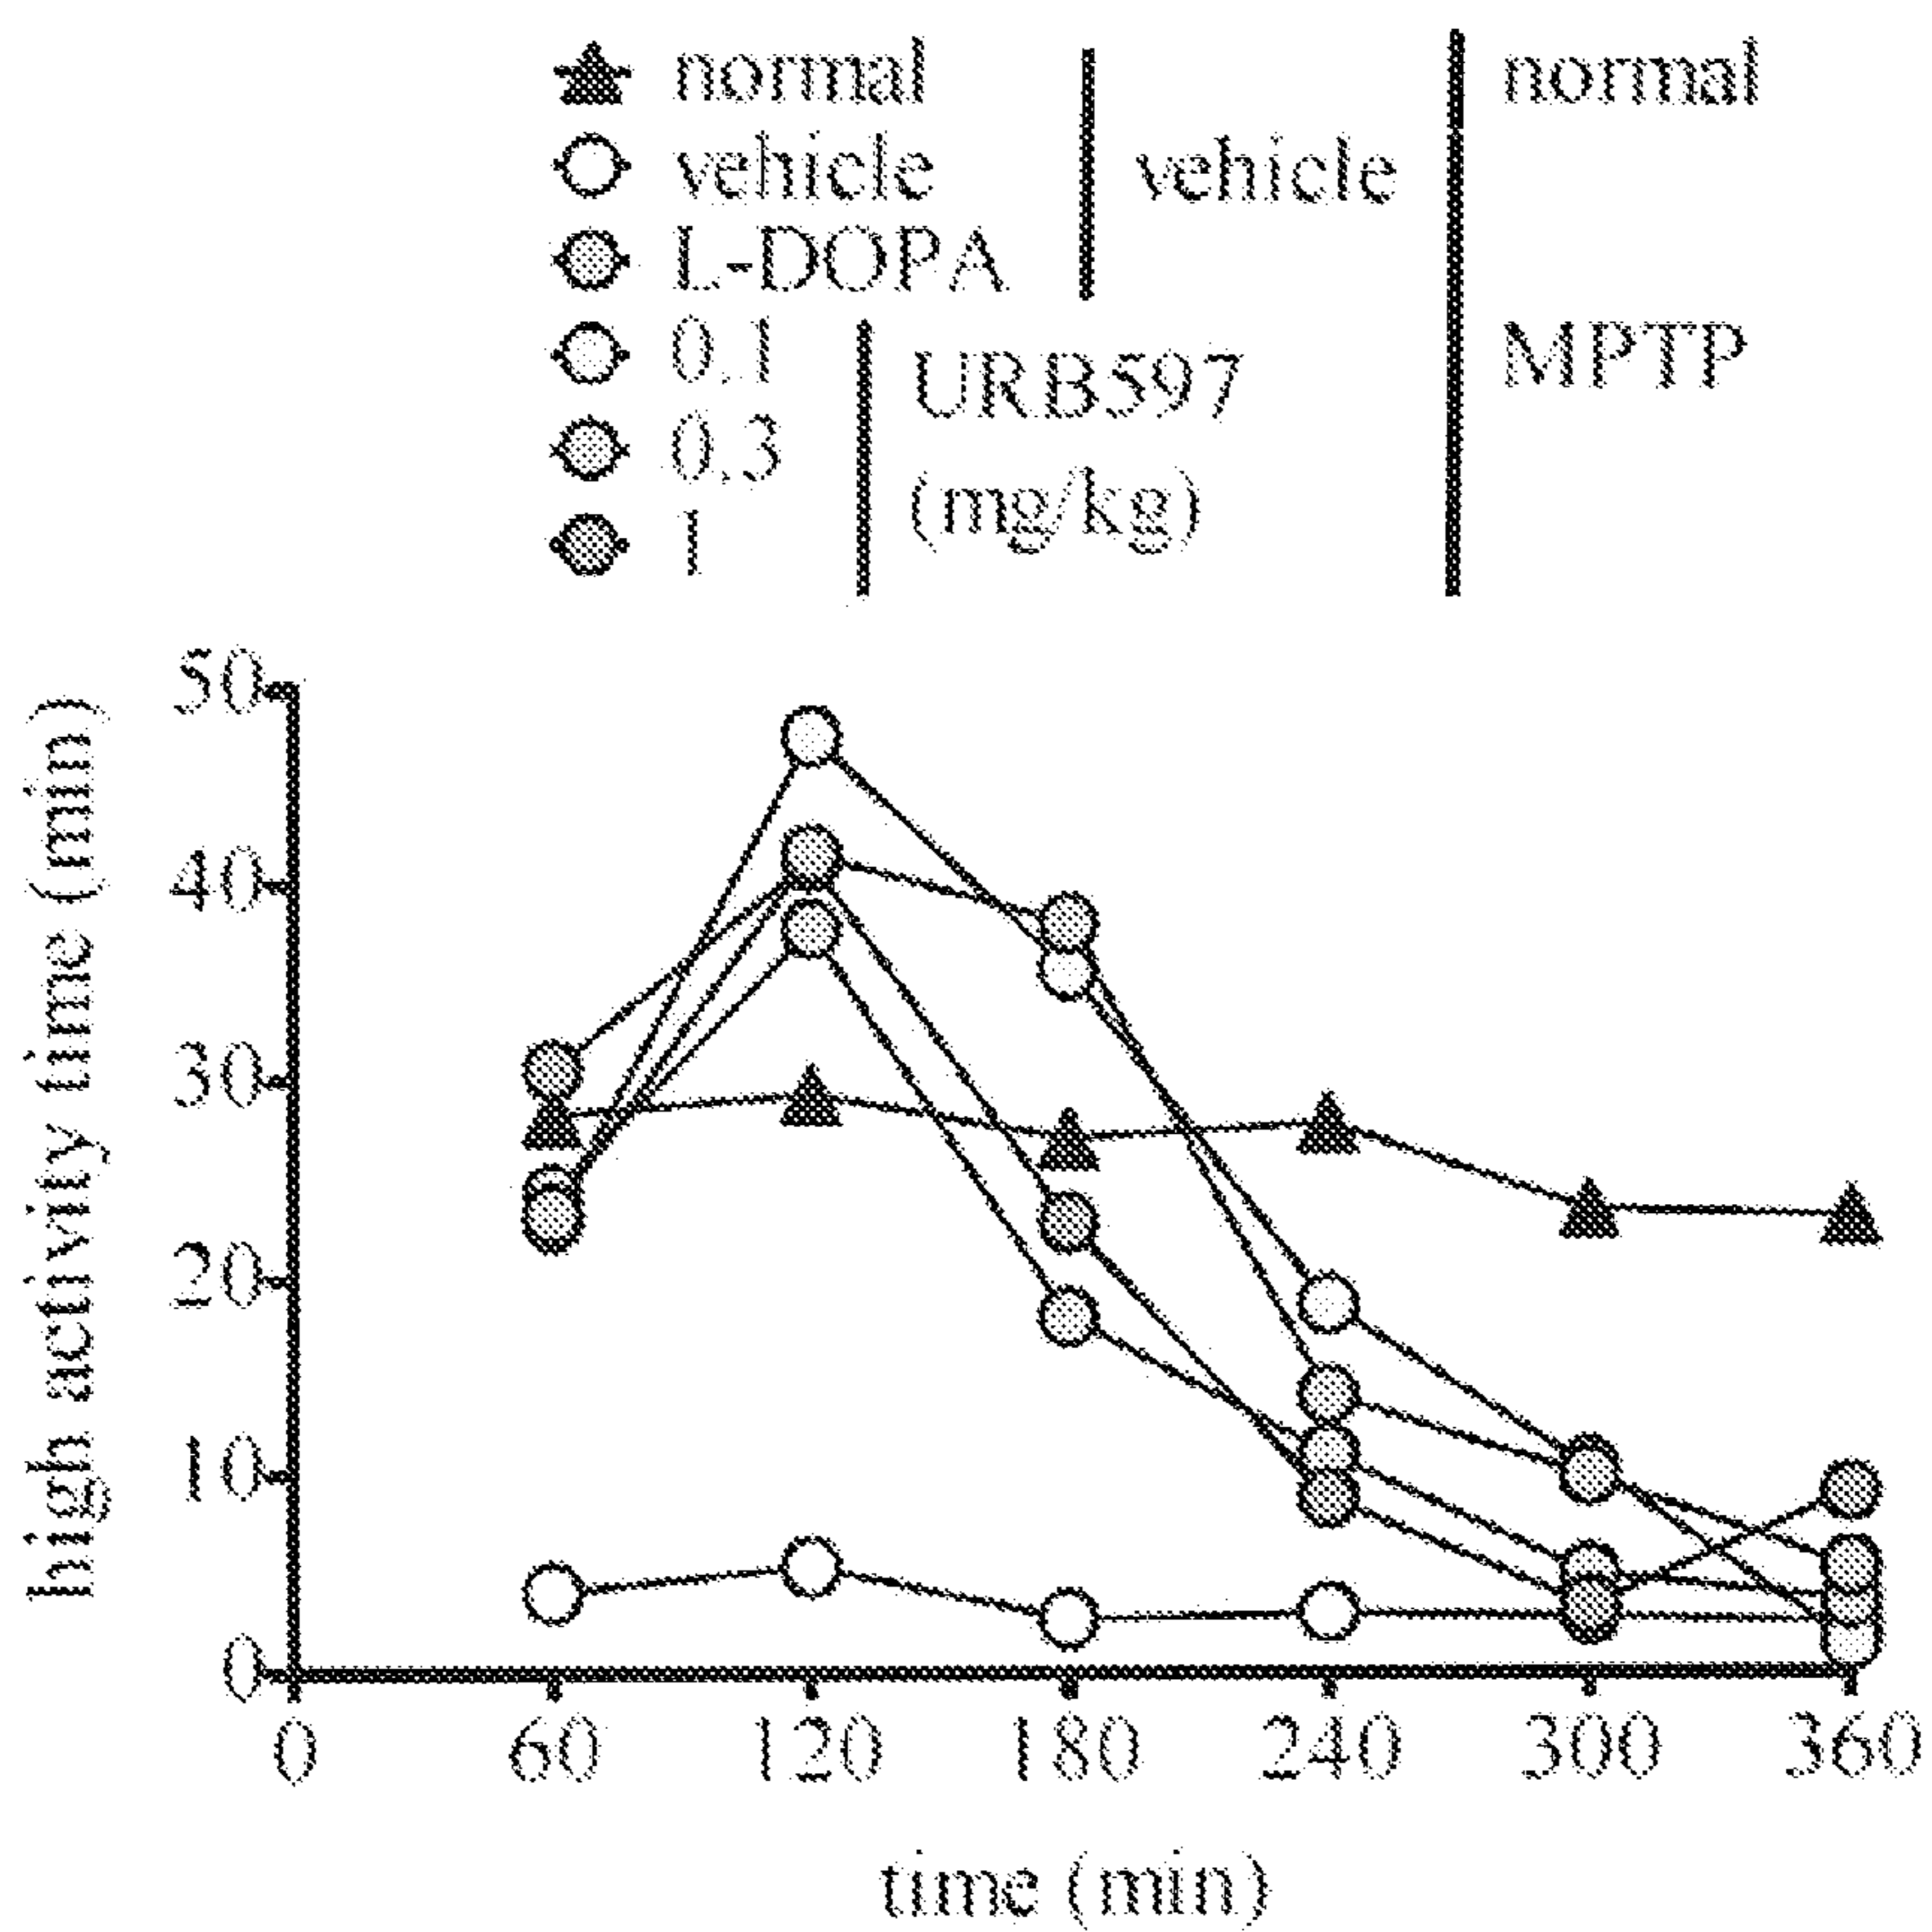 normal
vehicle
L-DOPA
0.1
0.3
1
vehicle
URB597
(mg/kg)
normal
MPTP
high activity time (min)
50
40
30
20
10
0
0 60 120 180 240 300 360
time (min)